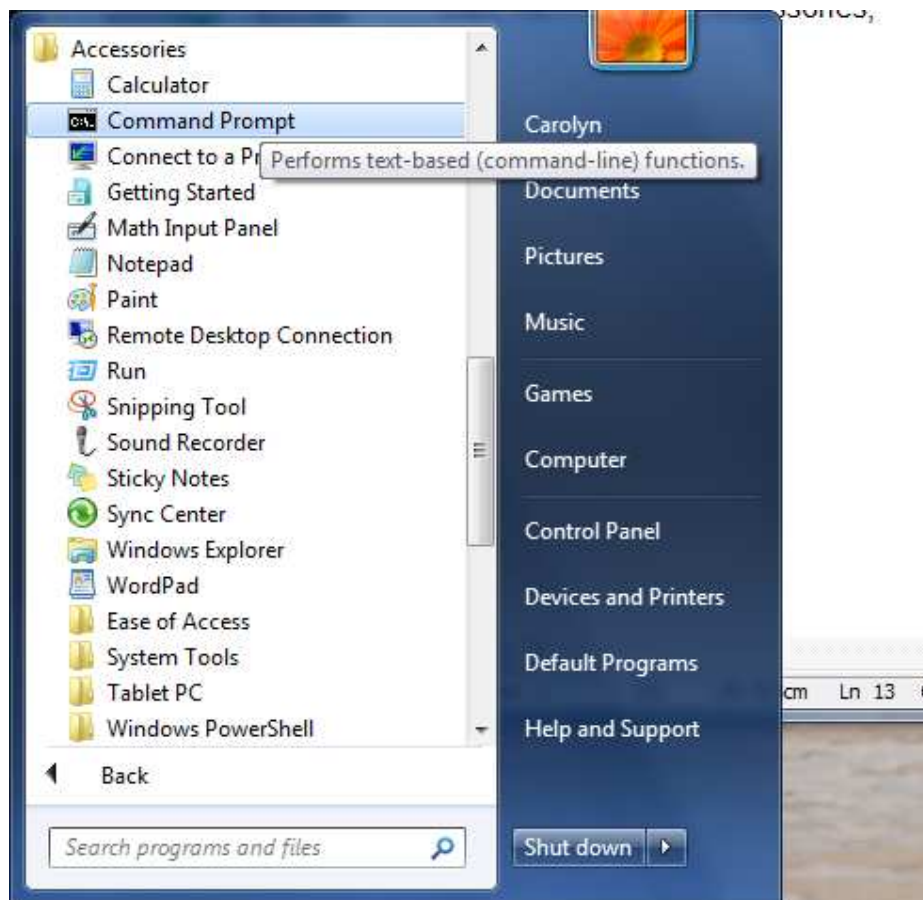 Accessories
Calculator
Command Prompt
Connect to a Pr
Performs text-based (command-line) functions.
Getting Started
Math Input Panel
Notepad
Paint
Remote Desktop Connection
Run
Snipping Tool
Sound Recorder
Sticky Notes
Sync Center
Windows Explorer
WordPad
Ease of Access
System Tools
Tablet PC
Windows PowerShell
Back
Search programs and files
Carolyn
Documents
Pictures
Music
Games
Computer
Control Panel
Devices and Printers
Default Programs
Help and Support
Shut down
cm Ln 13